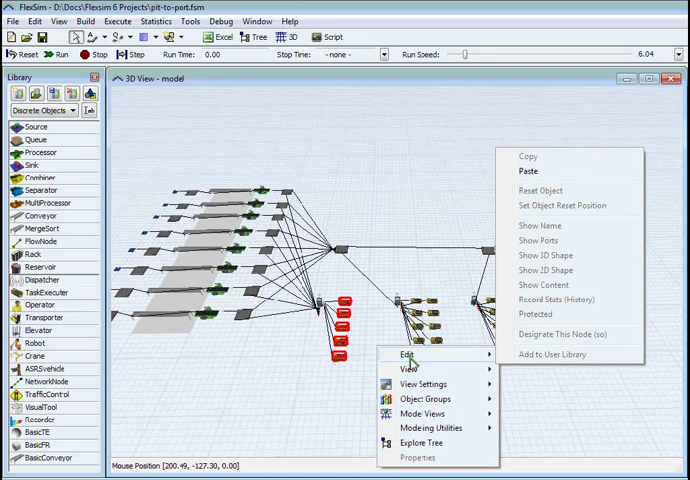 FlexSim - D:\Docs\Flexsim 6 Projects\pit-to-port.fsm
File Edit View Build Execute Statistics Tools Debug Window Help
Excel Tree 3D Script
Reset Run Stop Step Run Time: 0.00 Stop Time: - none - Run Speed: 6.04
Library
3D View - model
Discrete Objects
Source
Queue
Processor
Sink
Combiner
Separator
MultiProcessor
Conveyor
MergeSort
FlowNode
Rack
Reservoir
Dispatcher
TaskExecuter
Operator
Transporter
Elevator
Robot
Crane
ASRSvehicle
NetworkNode
TrafficControl
VisualTool
Recorder
BasicTE
BasicFR
BasicConveyor
Copy
Paste
Reset Object
Set Object Reset Position
Show Name
Show Ports
Show 3D Shape
Show 2D Shape
Show Content
Record Stats (History)
Protected
Designate This Node (so)
Add to User Library
Edit
View
View Settings
Object Groups
Model Views
Modeling Utilities
Explore Tree
Properties
Mouse Position [200.49, -127.30, 0.00]